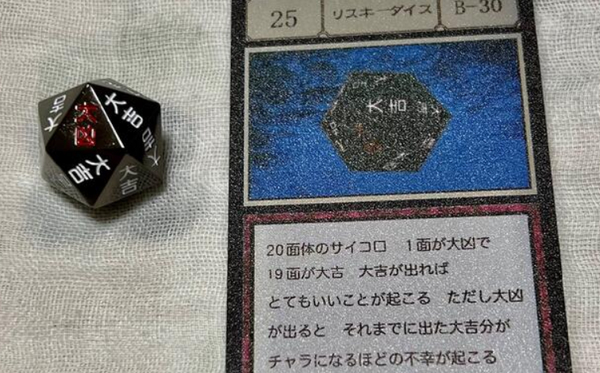 25
リスキーダイス
B-30
大吉
大吉
大凶
大吉
大吉
大吉
20面体のサイコロ 1面が大凶で
19面が大吉 大吉が出れば
とてもいいことが起こる ただし大凶
が出ると それまでに出た大吉分が
チャラになるほどの不幸が起こる